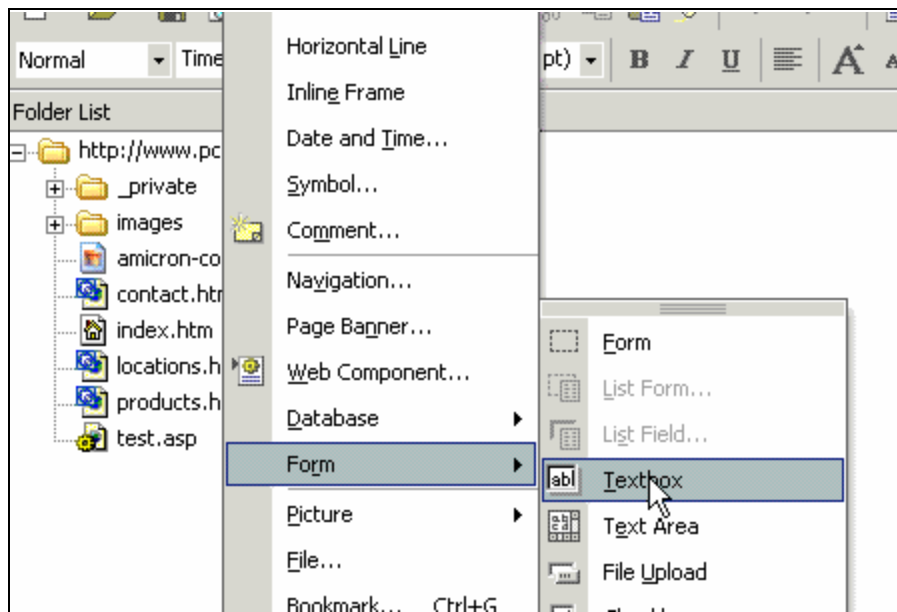 Normal
Time
pt)
B I U A A
Folder List
http://www.pc
_private
images
amicron-co
contact.htr
index.htm
locations.h
products.h
test.asp
Horizontal Line
Inline Frame
Date and Time...
Symbol...
Comment...
Navigation...
Page Banner...
Web Component...
Database
Form
Picture
File...
Bookmark... Ctrl+G
Form
List Form...
List Field...
abl Textbox
Text Area
File Upload